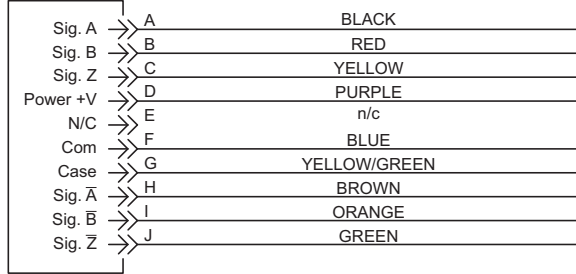 Sig. A A BLACK
Sig. B B RED
Sig. Z C YELLOW
Power +V D PURPLE
N/C E n/c
Com F BLUE
Case G YELLOW/GREEN
Sig. A̅ H BROWN
Sig. B̅ I ORANGE
Sig. Z̅ J GREEN